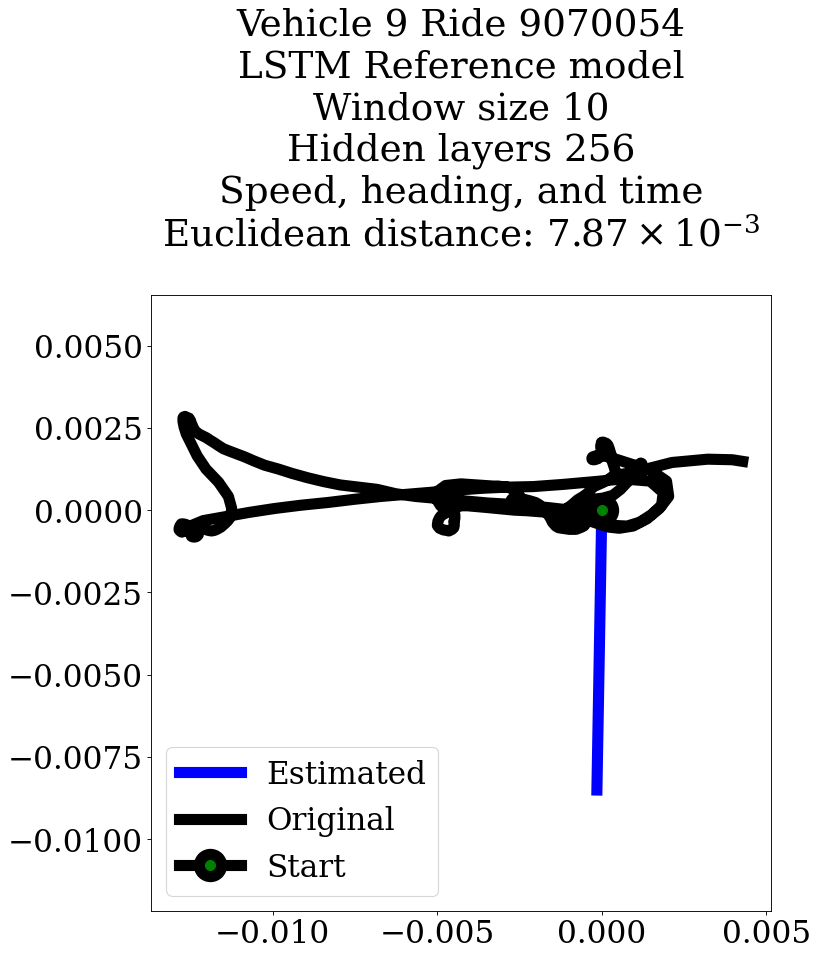 Vehicle 9 Ride 9070054
LSTM Reference model
Window size 10
Hidden layers 256
Speed, heading, and time
Euclidean distance: 7.87 × 10⁻³
0.0050
0.0025
0.0000
−0.0025
−0.0050
−0.0075
−0.0100
Estimated
Original
Start
−0.010 −0.005 0.000 0.005